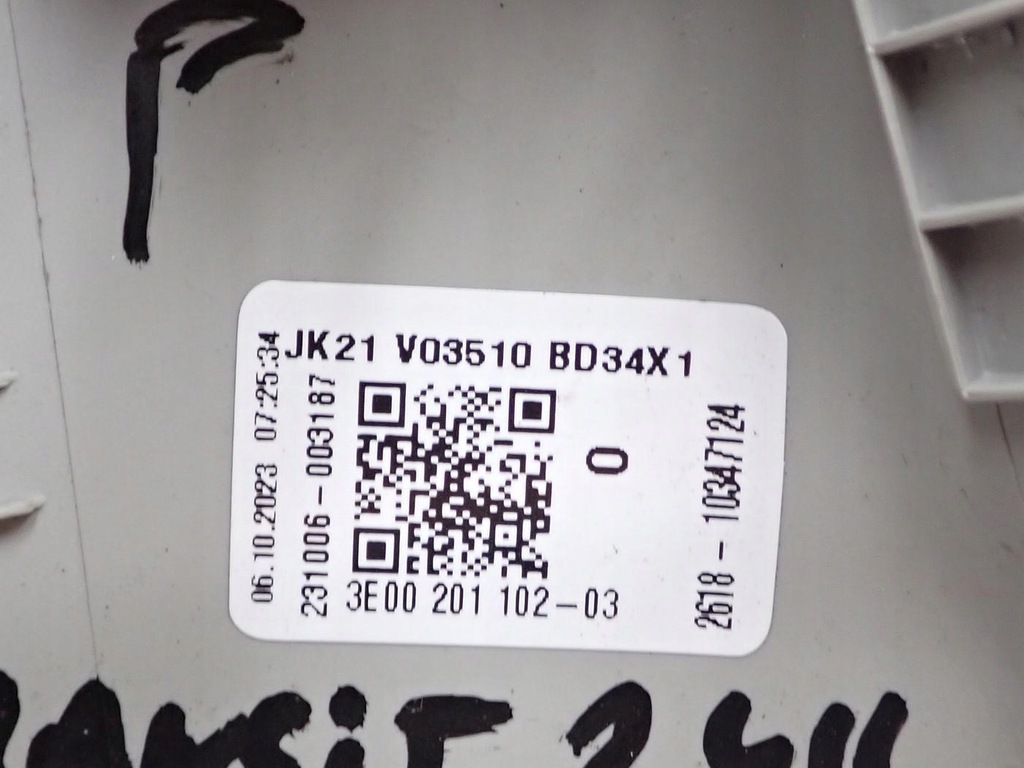 P
JK21 V03510 BD34X1
06.10.2023 07:25:34
231006-003187
0
2618 - 10347124
3E00 201 102-03